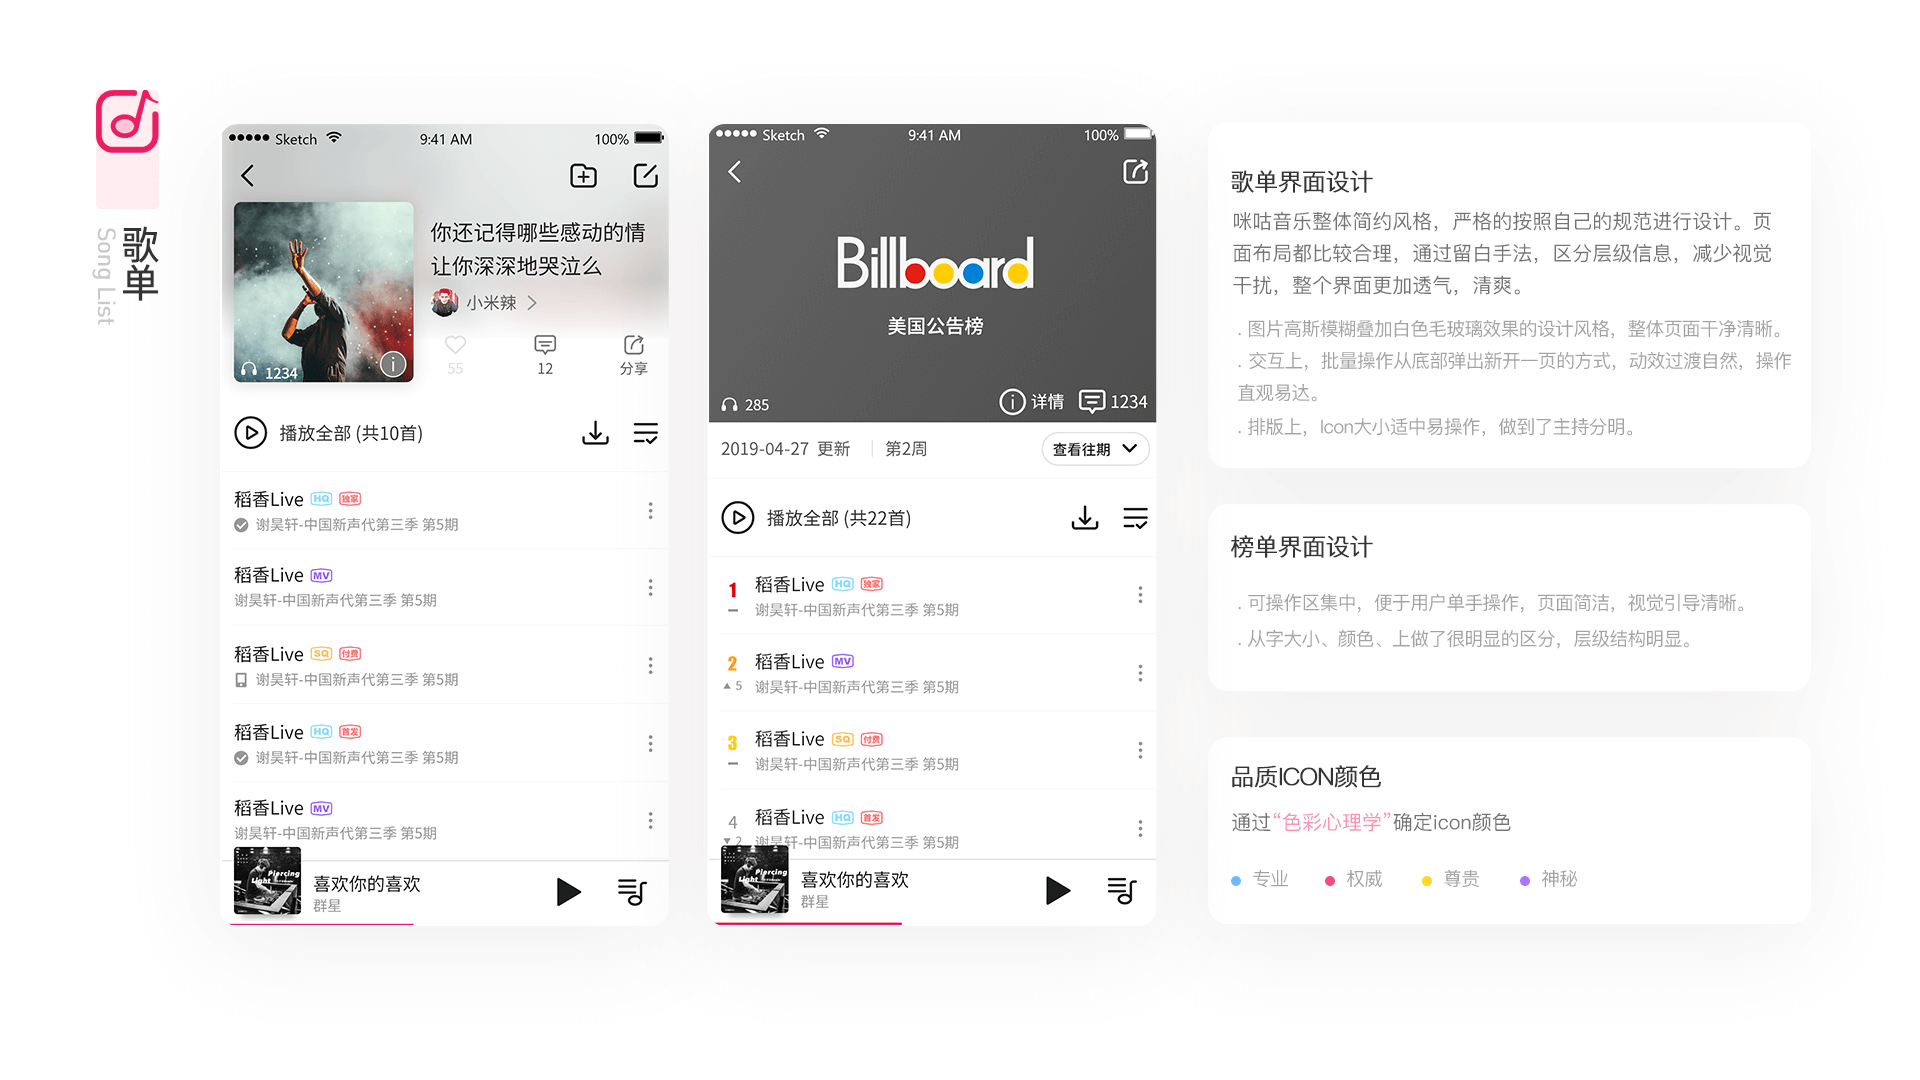 歌单
Song List
Sketch
9:41 AM
100%
你还记得哪些感动的情
让你深深地哭泣么
小米辣
1234
55
12
分享
播放全部 (共10首)
稻香Live HQ 独家
谢昊轩-中国新声代第三季 第5期
稻香Live MV
谢昊轩-中国新声代第三季 第5期
稻香Live SQ 付费
谢昊轩-中国新声代第三季 第5期
稻香Live HQ 首发
谢昊轩-中国新声代第三季 第5期
稻香Live MV
谢昊轩-中国新声代第三季 第5期
Piercing
Light
喜欢你的喜欢
群星
Sketch
9:41 AM
100%
Billboard
美国公告榜
285
详情
1234
2019-04-27 更新
第2周
查看往期
播放全部 (共22首)
1 稻香Live HQ 独家
谢昊轩-中国新声代第三季 第5期
2 稻香Live MV
5 谢昊轩-中国新声代第三季 第5期
3 稻香Live SQ 付费
谢昊轩-中国新声代第三季 第5期
4 稻香Live HQ 首发
2 谢昊轩-中国新声代第三季 第5期
Piercing
Light
喜欢你的喜欢
群星
歌单界面设计
咪咕音乐整体简约风格，严格的按照自己的规范进行设计。页
面布局都比较合理，通过留白手法，区分层级信息，减少视觉
干扰，整个界面更加透气，清爽。
. 图片高斯模糊叠加白色毛玻璃效果的设计风格，整体页面干净清晰。
. 交互上，批量操作从底部弹出新开一页的方式，动效过渡自然，操作
直观易达。
. 排版上，Icon大小适中易操作，做到了主持分明。
榜单界面设计
. 可操作区集中，便于用户单手操作，页面简洁，视觉引导清晰。
. 从字大小、颜色、上做了很明显的区分，层级结构明显。
品质ICON颜色
通过“色彩心理学”确定icon颜色
专业
权威
尊贵
神秘